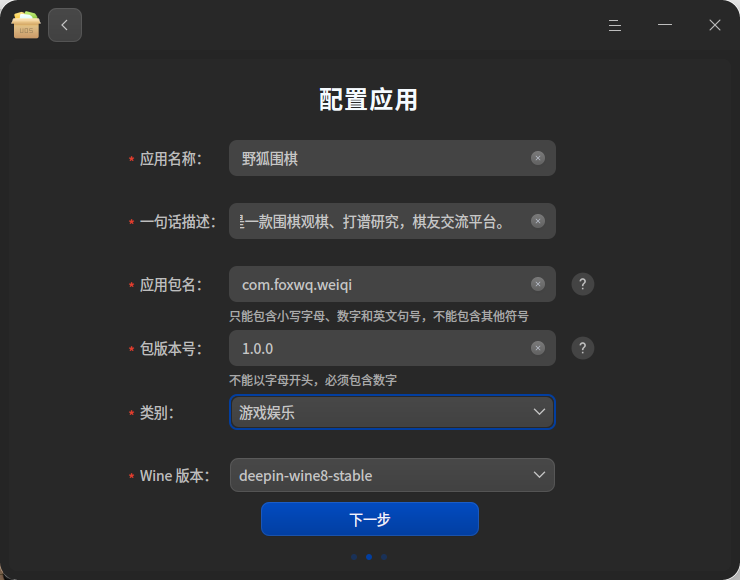 UOS
配置应用
* 应用名称： 野狐围棋
* 一句话描述： 是一款围棋观棋、打谱研究，棋友交流平台。
* 应用包名： com.foxwq.weiqi ?
只能包含小写字母、数字和英文句号，不能包含其他符号
* 包版本号： 1.0.0 ?
不能以字母开头，必须包含数字
* 类别： 游戏娱乐
* Wine 版本： deepin-wine8-stable
下一步